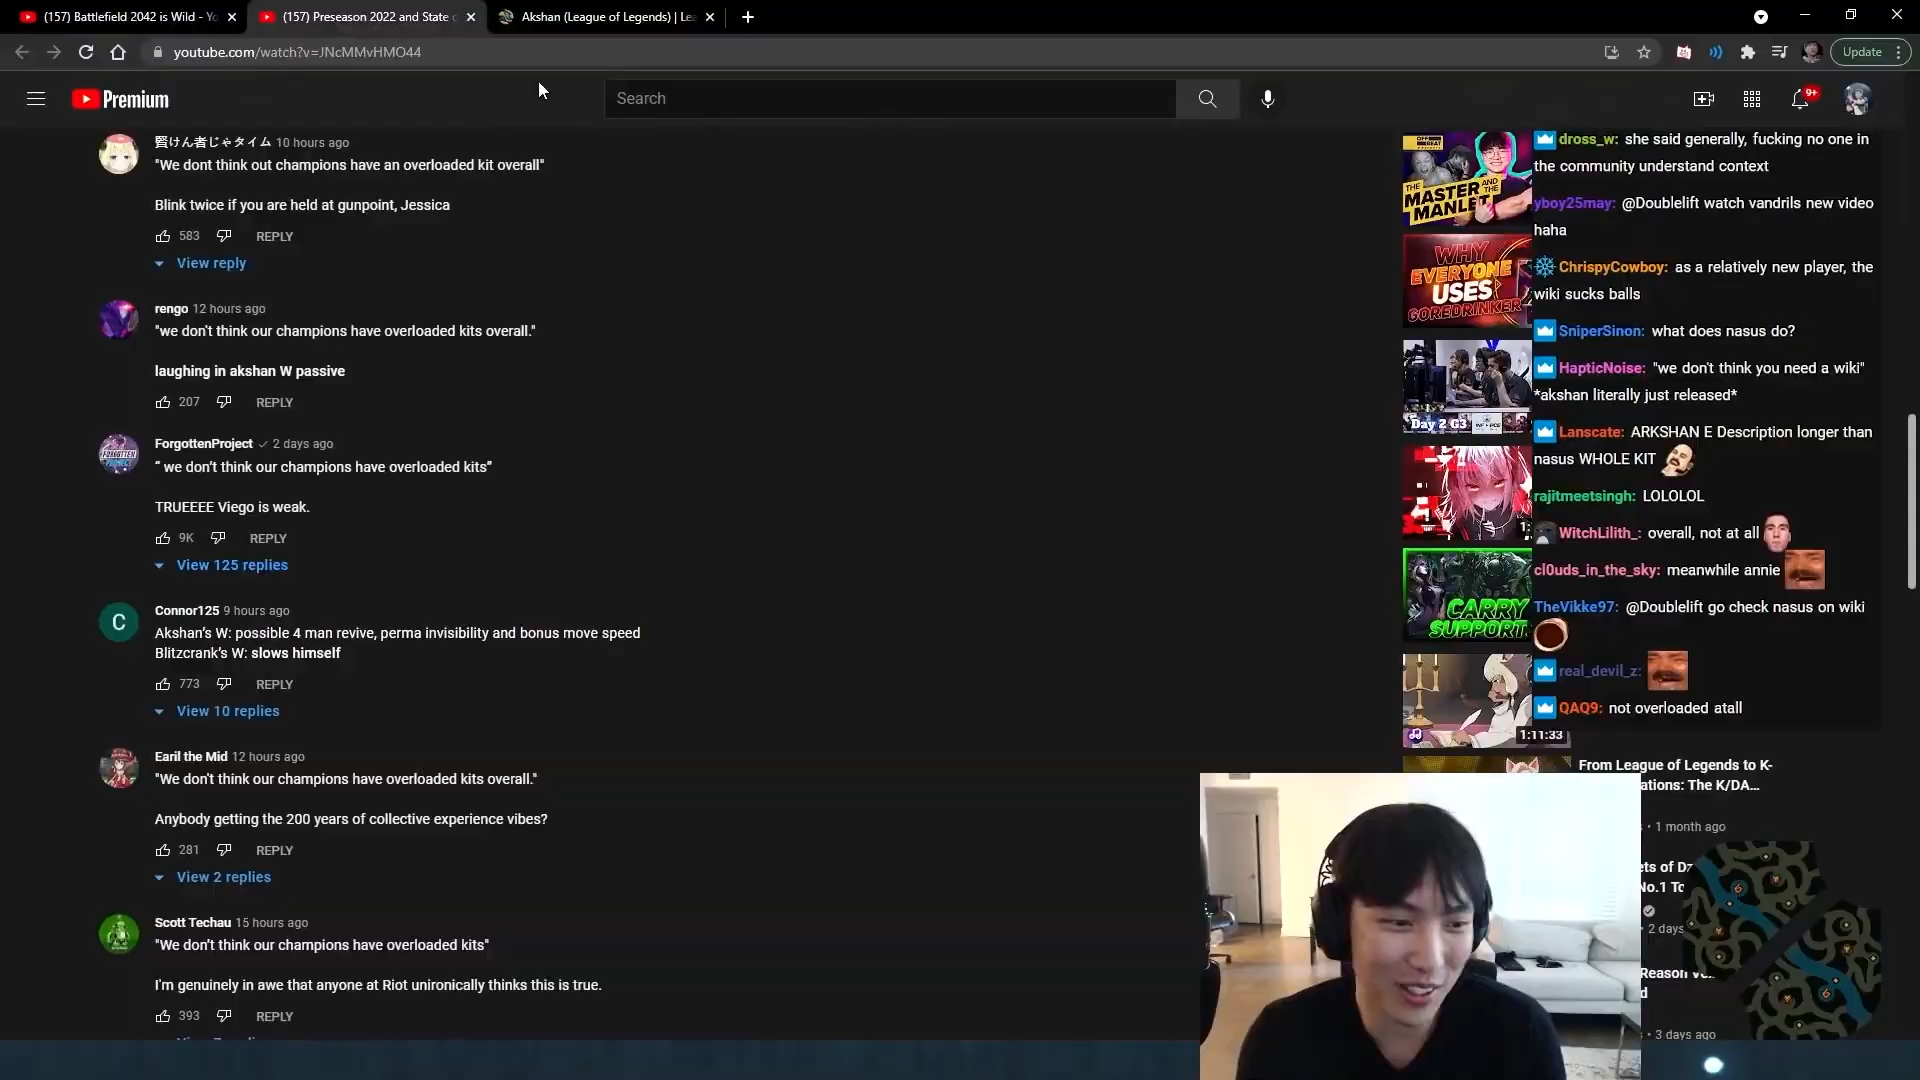 (157) Battlefield 2042 is Wild - Yo
(157) Preseason 2022 and State o
Akshan (League of Legends) | Lea
youtube.com/watch?v=JNcMMvHMO44
Update
Premium
Search
9+
賢けん者じゃタイム 10 hours ago
"We dont think out champions have an overloaded kit overall"
Blink twice if you are held at gunpoint, Jessica
583 REPLY
View reply
rengo 12 hours ago
"we don't think our champions have overloaded kits overall."
laughing in akshan W passive
207 REPLY
ForgottenProject 2 days ago
“ we don’t think our champions have overloaded kits”
TRUEEEE Viego is weak.
9K REPLY
View 125 replies
C
Connor125 9 hours ago
Akshan’s W: possible 4 man revive, perma invisibility and bonus move speed
Blitzcrank’s W: slows himself
773 REPLY
View 10 replies
Earil the Mid 12 hours ago
"We don't think our champions have overloaded kits overall."
Anybody getting the 200 years of collective experience vibes?
281 REPLY
View 2 replies
Scott Techau 15 hours ago
"We don’t think our champions have overloaded kits"
I'm genuinely in awe that anyone at Riot unironically thinks this is true.
393 REPLY
OFF BEAT
THE MASTER AND THE MANLET
WHY EVERYONE USES GOREDRINKER
Day 2 G3
1:
CARRY SUPPORT
1:11:33
dross_w: she said generally, fucking no one in
the community understand context
yboy25may: @Doublelift watch vandrils new video
haha
ChrispyCowboy: as a relatively new player, the
wiki sucks balls
SniperSinon: what does nasus do?
HapticNoise: "we don't think you need a wiki"
*akshan literally just released*
Lanscate: ARKSHAN E Description longer than
nasus WHOLE KIT
rajitmeetsingh: LOLOLOL
WitchLilith_: overall, not at all
cl0uds_in_the_sky: meanwhile annie
TheVikke97: @Doublelift go check nasus on wiki
real_devil_z:
QAQ9: not overloaded atall
From League of Legends to K-
ations: The K/DA...
s • 1 month ago
ets of Da
No.1 To
• 2 days
Reason
d
• 3 days ago